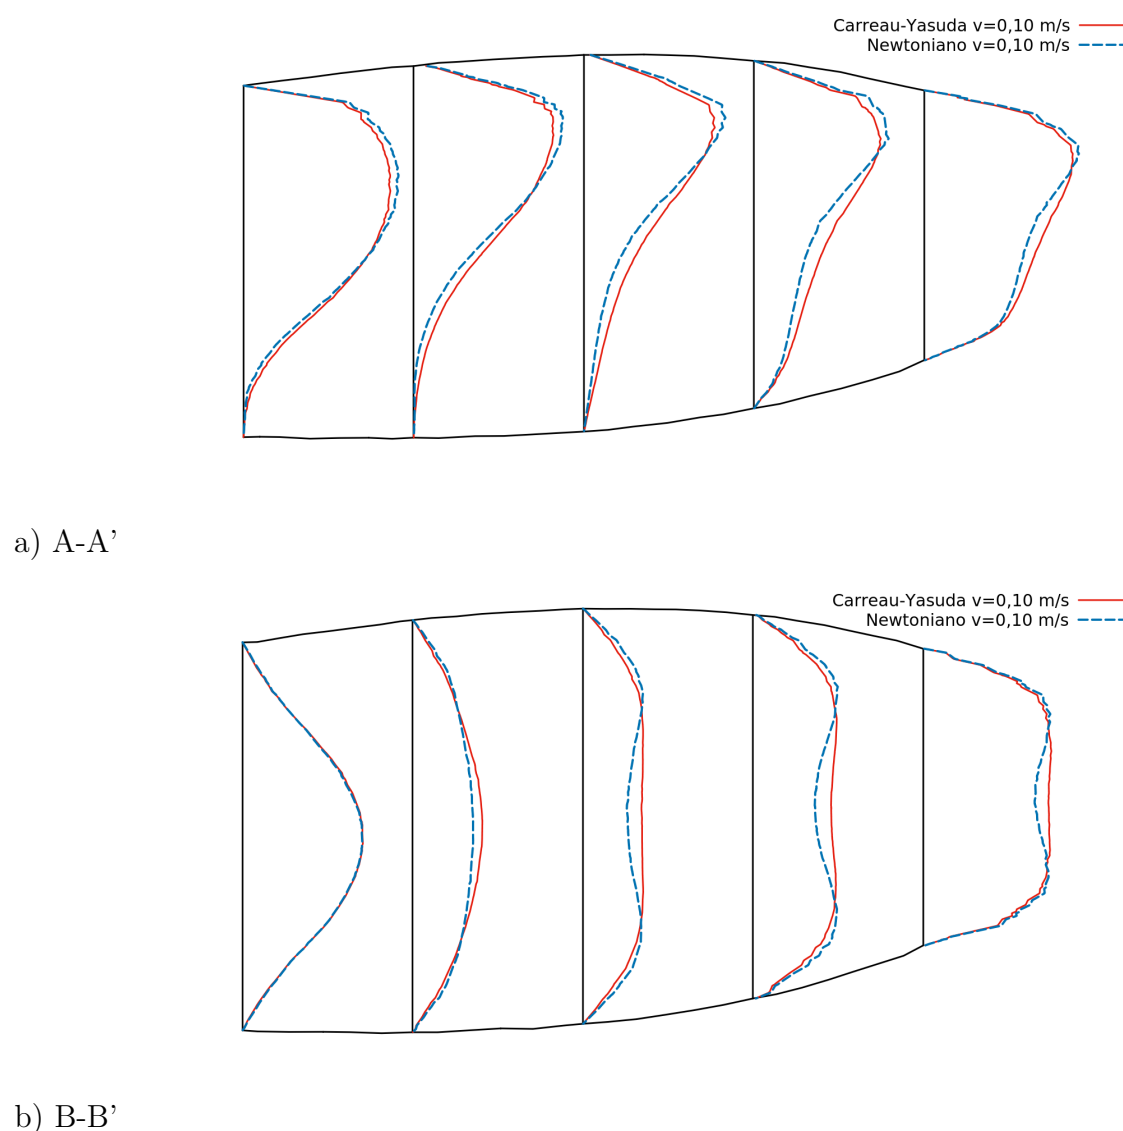 Carreau-Yasuda v=0,10 m/s
Newtoniano v=0,10 m/s
a) A-A’
Carreau-Yasuda v=0,10 m/s
Newtoniano v=0,10 m/s
b) B-B’